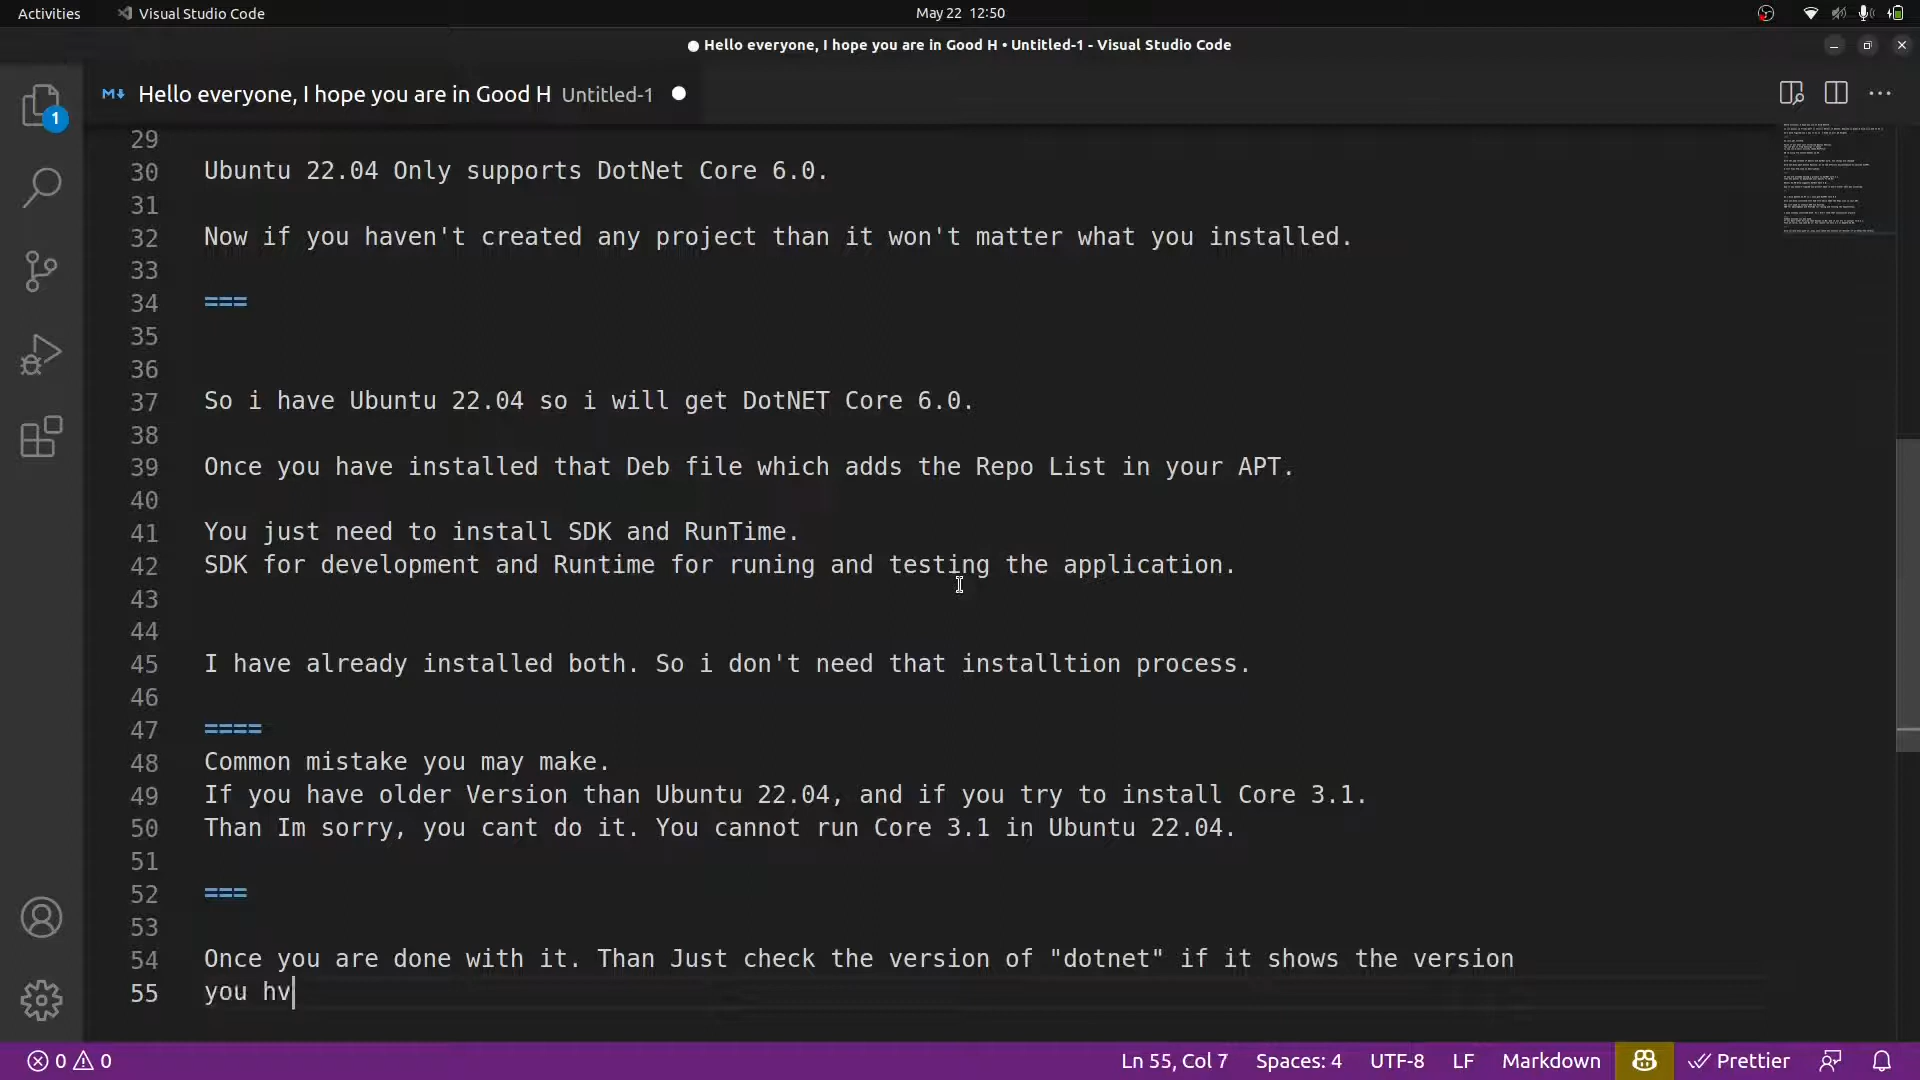 Activities
Visual Studio Code
May 22 12:50
● Hello everyone, I hope you are in Good H • Untitled-1 - Visual Studio Code
Hello everyone, I hope you are in Good H Untitled-1
1
29
30 Ubuntu 22.04 Only supports DotNet Core 6.0.
31
32 Now if you haven't created any project than it won't matter what you installed.
33
34 ===
35
36
37 So i have Ubuntu 22.04 so i will get DotNET Core 6.0.
38
39 Once you have installed that Deb file which adds the Repo List in your APT.
40
41 You just need to install SDK and RunTime.
42 SDK for development and Runtime for runing and testing the application.
43
44
45 I have already installed both. So i don't need that installtion process.
46
47 ====
48 Common mistake you may make.
49 If you have older Version than Ubuntu 22.04, and if you try to install Core 3.1.
50 Than Im sorry, you cant do it. You cannot run Core 3.1 in Ubuntu 22.04.
51
52 ===
53
54 Once you are done with it. Than Just check the version of "dotnet" if it shows the version
55 you hv
0 0
Ln 55, Col 7 Spaces: 4 UTF-8 LF Markdown Prettier